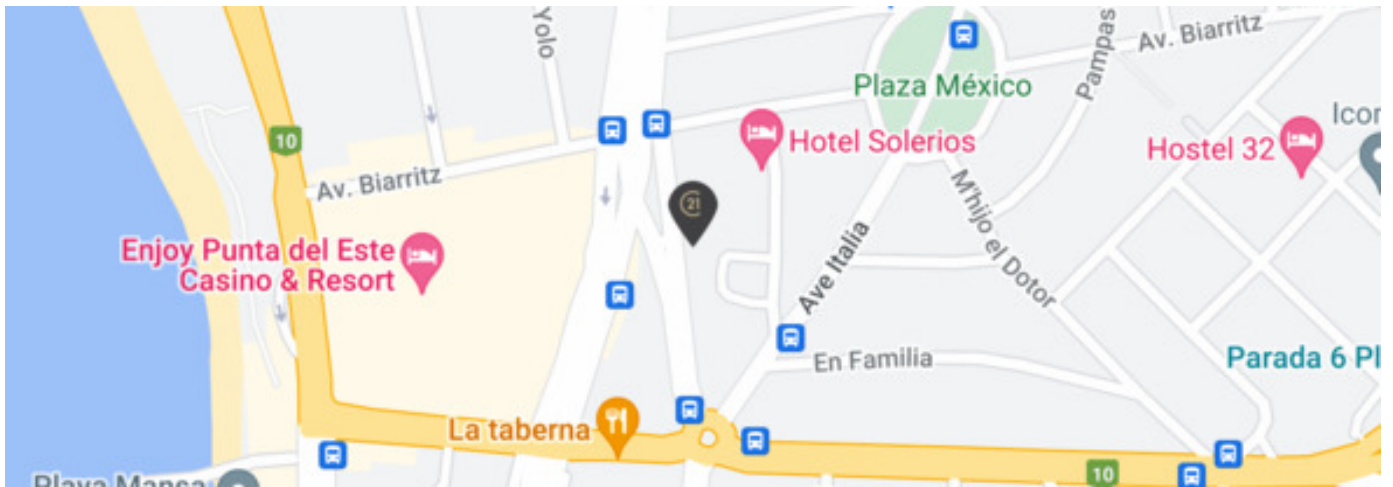 Yolo
Av. Biarritz
Pampas
Plaza México
10
Hotel Solerios
Hostel 32
Av. Biarritz
M'hijo el Dotor
21
Enjoy Punta del Este
Casino & Resort
Ave Italia
En Familia
Parada 6
La taberna
10
Playa Mansa